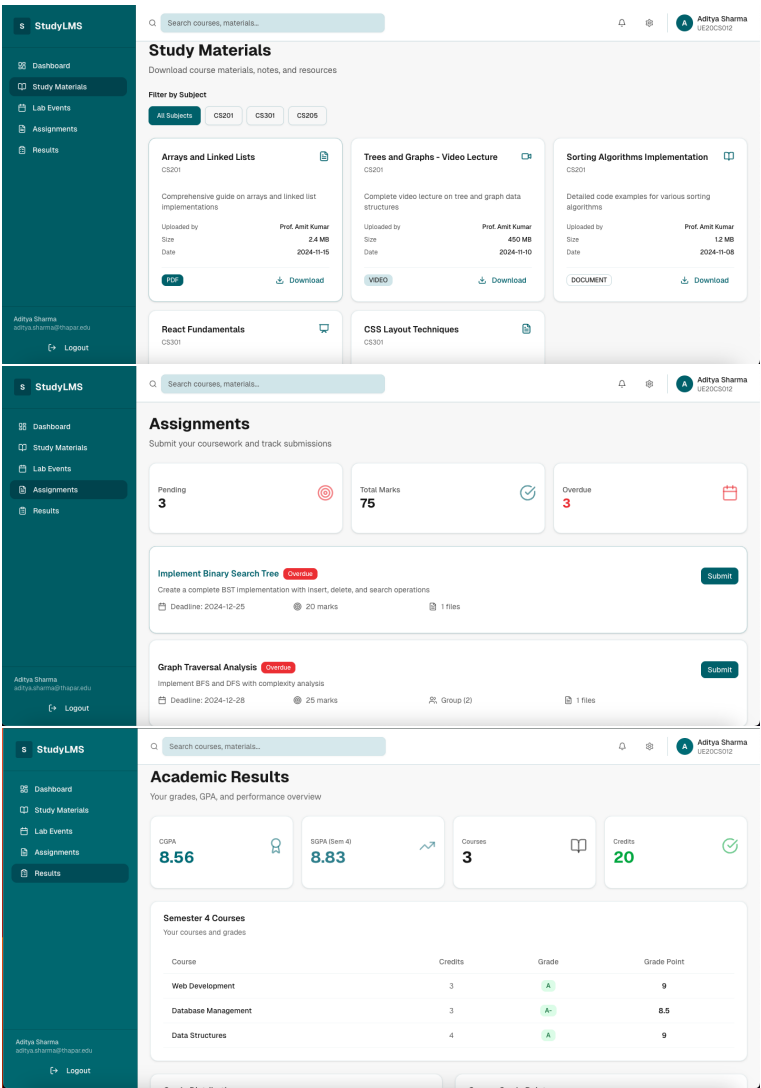 S StudyLMS
Search courses, materials...
A Aditya Sharma
UE20CS012
Dashboard
Study Materials
Lab Events
Assignments
Results
Aditya Sharma
aditya.sharma@thapar.edu
Logout
Study Materials
Download course materials, notes, and resources
Filter by Subject
All Subjects CS201 CS301 CS205
Arrays and Linked Lists
CS201
Comprehensive guide on arrays and linked list
implementations
Uploaded by Prof. Amit Kumar
Size 2.4 MB
Date 2024-11-15
PDF Download
Trees and Graphs - Video Lecture
CS201
Complete video lecture on tree and graph data
structures
Uploaded by Prof. Amit Kumar
Size 450 MB
Date 2024-11-10
VIDEO Download
Sorting Algorithms Implementation
CS201
Detailed code examples for various sorting
algorithms
Uploaded by Prof. Amit Kumar
Size 1.2 MB
Date 2024-11-08
DOCUMENT Download
React Fundamentals
CS301
CSS Layout Techniques
CS301
S StudyLMS
Search courses, materials...
A Aditya Sharma
UE20CS012
Dashboard
Study Materials
Lab Events
Assignments
Results
Aditya Sharma
aditya.sharma@thapar.edu
Logout
Assignments
Submit your coursework and track submissions
Pending
3
Total Marks
75
Overdue
3
Implement Binary Search Tree Overdue
Submit
Create a complete BST implementation with insert, delete, and search operations
Deadline: 2024-12-25 20 marks 1 files
Graph Traversal Analysis Overdue
Submit
Implement BFS and DFS with complexity analysis
Deadline: 2024-12-28 25 marks Group (2) 1 files
S StudyLMS
Search courses, materials...
A Aditya Sharma
UE20CS012
Dashboard
Study Materials
Lab Events
Assignments
Results
Aditya Sharma
aditya.sharma@thapar.edu
Logout
Academic Results
Your grades, GPA, and performance overview
CGPA
8.56
SGPA (Sem 4)
8.83
Courses
3
Credits
20
Semester 4 Courses
Your courses and grades
Course Credits Grade Grade Point
Web Development 3 A 9
Database Management 3 A- 8.5
Data Structures 4 A 9